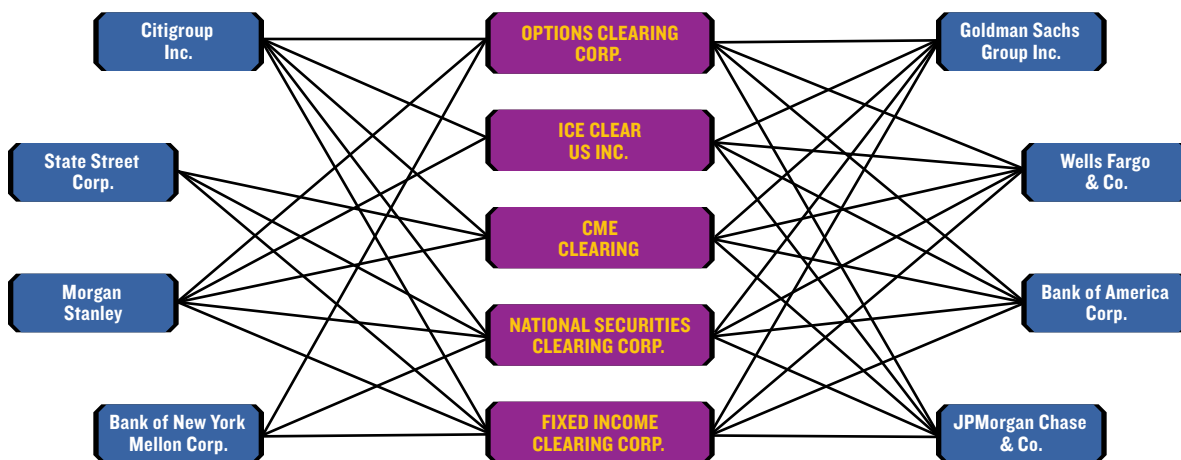 Citigroup
Inc.
State Street
Corp.
Morgan
Stanley
Bank of New York
Mellon Corp.
OPTIONS CLEARING
CORP.
ICE CLEAR
US INC.
CME
CLEARING
NATIONAL SECURITIES
CLEARING CORP.
FIXED INCOME
CLEARING CORP.
Goldman Sachs
Group Inc.
Wells Fargo
& Co.
Bank of America
Corp.
JPMorgan Chase
& Co.